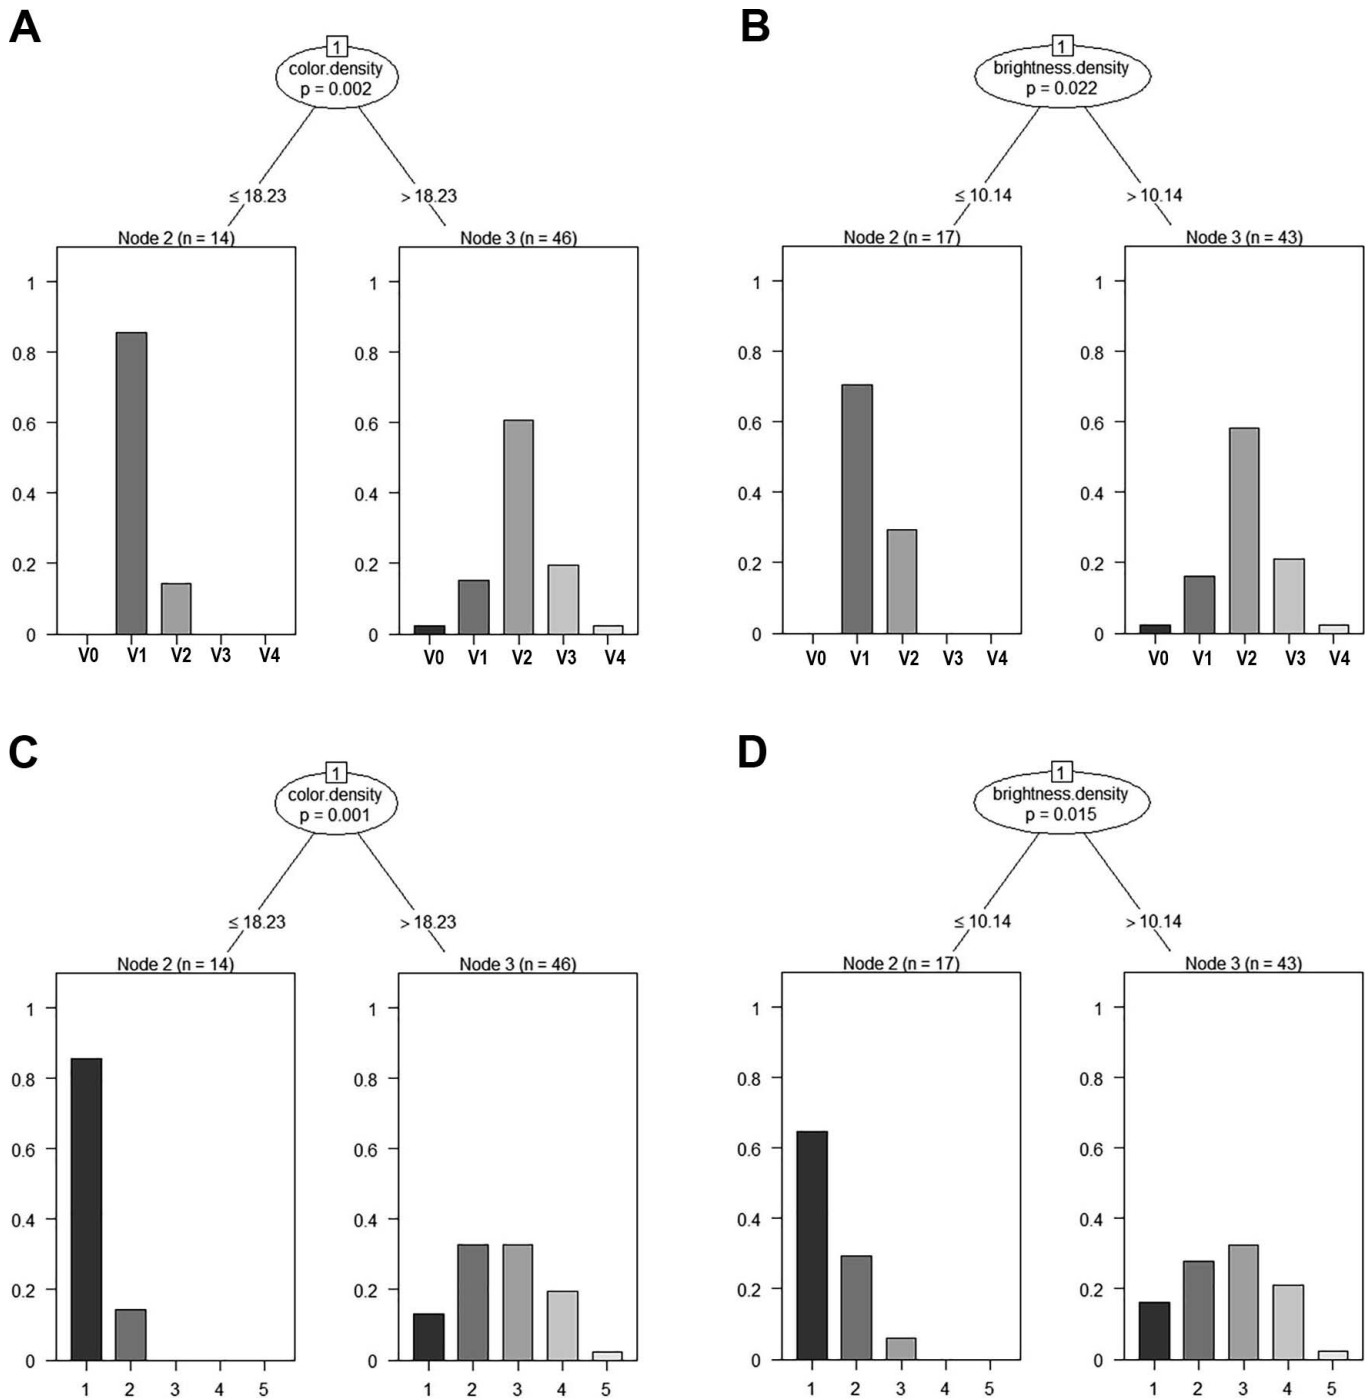 A
1
color.density
p = 0.002
≤ 18.23
> 18.23
Node 2 (n = 14)
1
0.8
0.6
0.4
0.2
0
V0 V1 V2 V3 V4
Node 3 (n = 46)
1
0.8
0.6
0.4
0.2
0
V0 V1 V2 V3 V4
B
1
brightness.density
p = 0.022
≤ 10.14
> 10.14
Node 2 (n = 17)
1
0.8
0.6
0.4
0.2
0
V0 V1 V2 V3 V4
Node 3 (n = 43)
1
0.8
0.6
0.4
0.2
0
V0 V1 V2 V3 V4
C
1
color.density
p = 0.001
≤ 18.23
> 18.23
Node 2 (n = 14)
1
0.8
0.6
0.4
0.2
0
1 2 3 4 5
Node 3 (n = 46)
1
0.8
0.6
0.4
0.2
0
1 2 3 4 5
D
1
brightness.density
p = 0.015
≤ 10.14
> 10.14
Node 2 (n = 17)
1
0.8
0.6
0.4
0.2
0
1 2 3 4 5
Node 3 (n = 43)
1
0.8
0.6
0.4
0.2
0
1 2 3 4 5